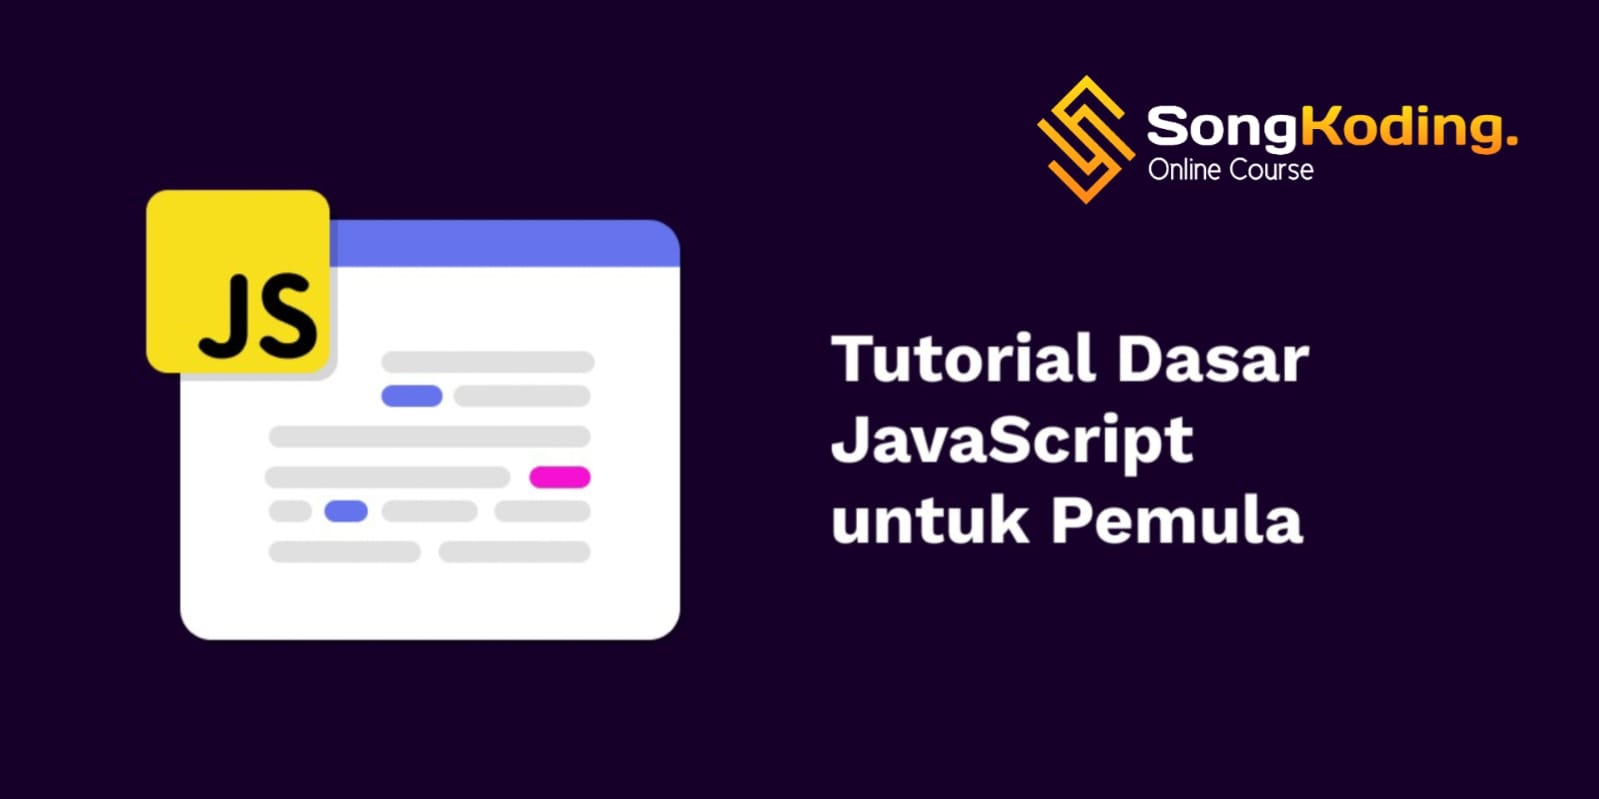 SongKoding.
Online Course
JS
Tutorial Dasar
JavaScript
untuk Pemula